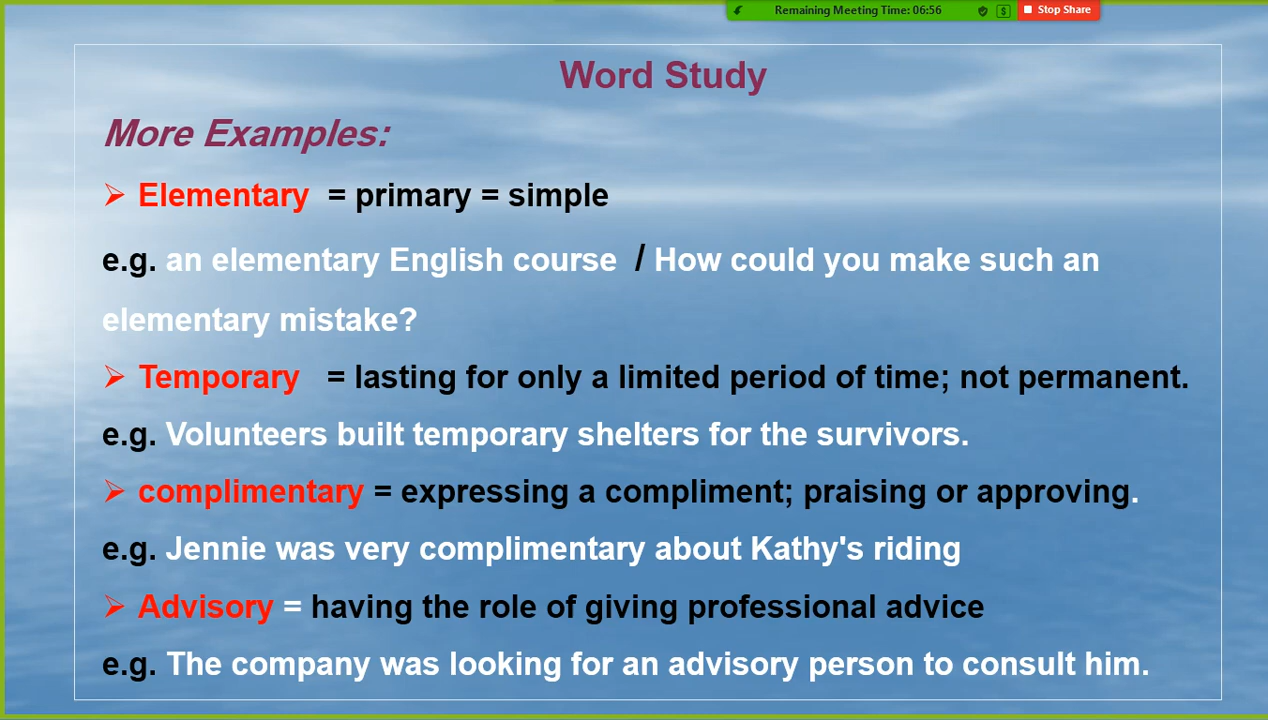 Remaining Meeting Time: 06:56
$
Stop Share
Word Study
More Examples:
➢ Elementary = primary = simple
e.g. an elementary English course / How could you make such an
elementary mistake?
➢ Temporary = lasting for only a limited period of time; not permanent.
e.g. Volunteers built temporary shelters for the survivors.
➢ complimentary = expressing a compliment; praising or approving.
e.g. Jennie was very complimentary about Kathy's riding
➢ Advisory = having the role of giving professional advice
e.g. The company was looking for an advisory person to consult him.